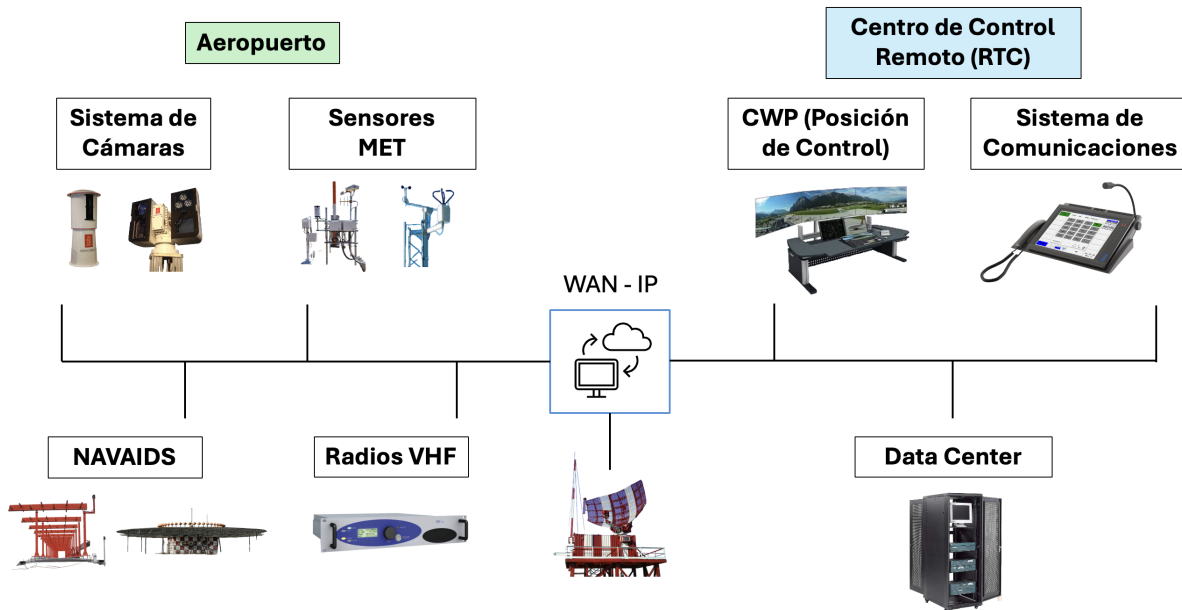 Aeropuerto
Centro de Control
Remoto (RTC)
Sistema de
Cámaras
Sensores
MET
CWP (Posición
de Control)
Sistema de
Comunicaciones
WAN - IP
NAVAIDS
Radios VHF
Data Center